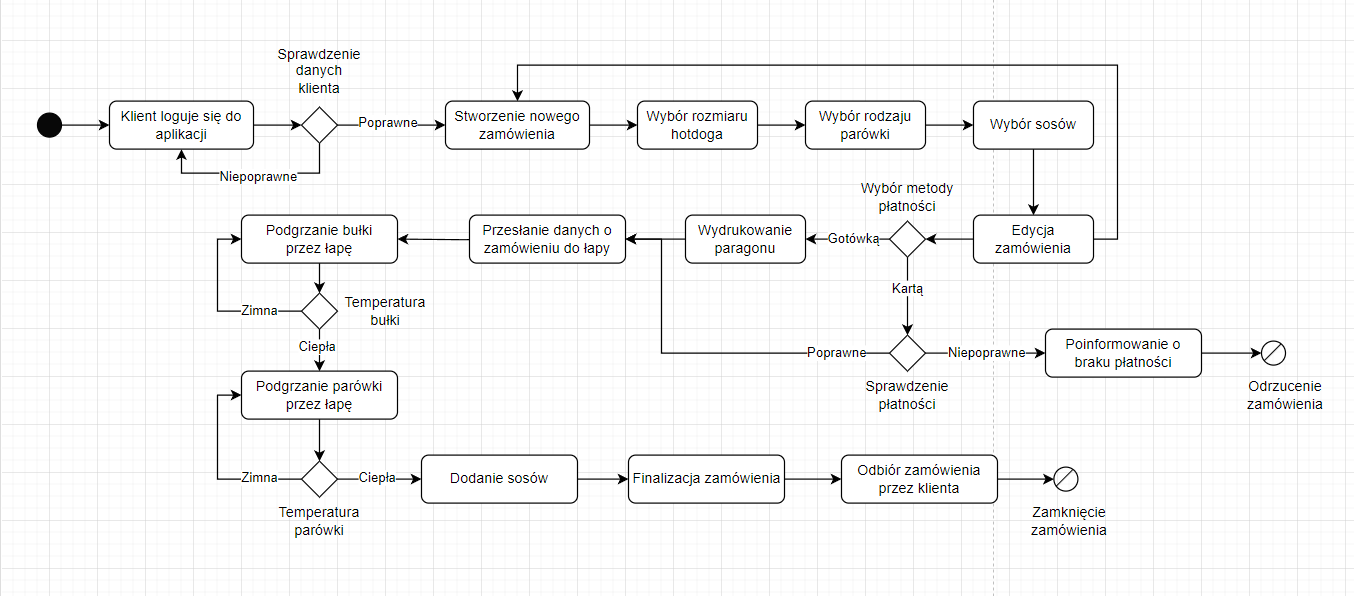 Sprawdzenie
danych
klienta
Klient loguje się do
aplikacji
Poprawne
Niepoprawne
Stworzenie nowego
zamówienia
Wybór rozmiaru
hotdoga
Wybór rodzaju
parówki
Wybór sosów
Edycja
zamówienia
Wybór metody
płatności
Gotówką
Kartą
Wydrukowanie
paragonu
Przesłanie danych o
zamówieniu do łapy
Podgrzanie bułki
przez łapę
Zimna
Temperatura
bułki
Ciepła
Poprawne
Niepoprawne
Sprawdzenie
płatności
Poinformowanie o
braku płatności
Odrzucenie
zamówienia
Podgrzanie parówki
przez łapę
Zimna
Ciepła
Temperatura
parówki
Dodanie sosów
Finalizacja zamówienia
Odbiór zamówienia
przez klienta
Zamknięcie
zamówienia